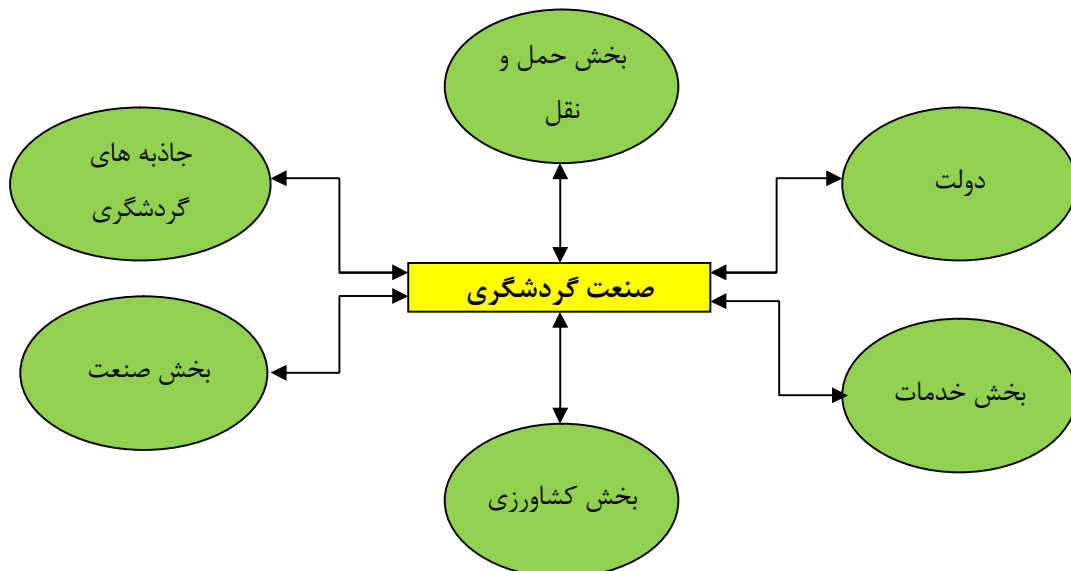 بخش حمل و
نقل
دولت
جاذبه های
گردشگری
صنعت گردشگری
بخش خدمات
بخش صنعت
بخش کشاورزی